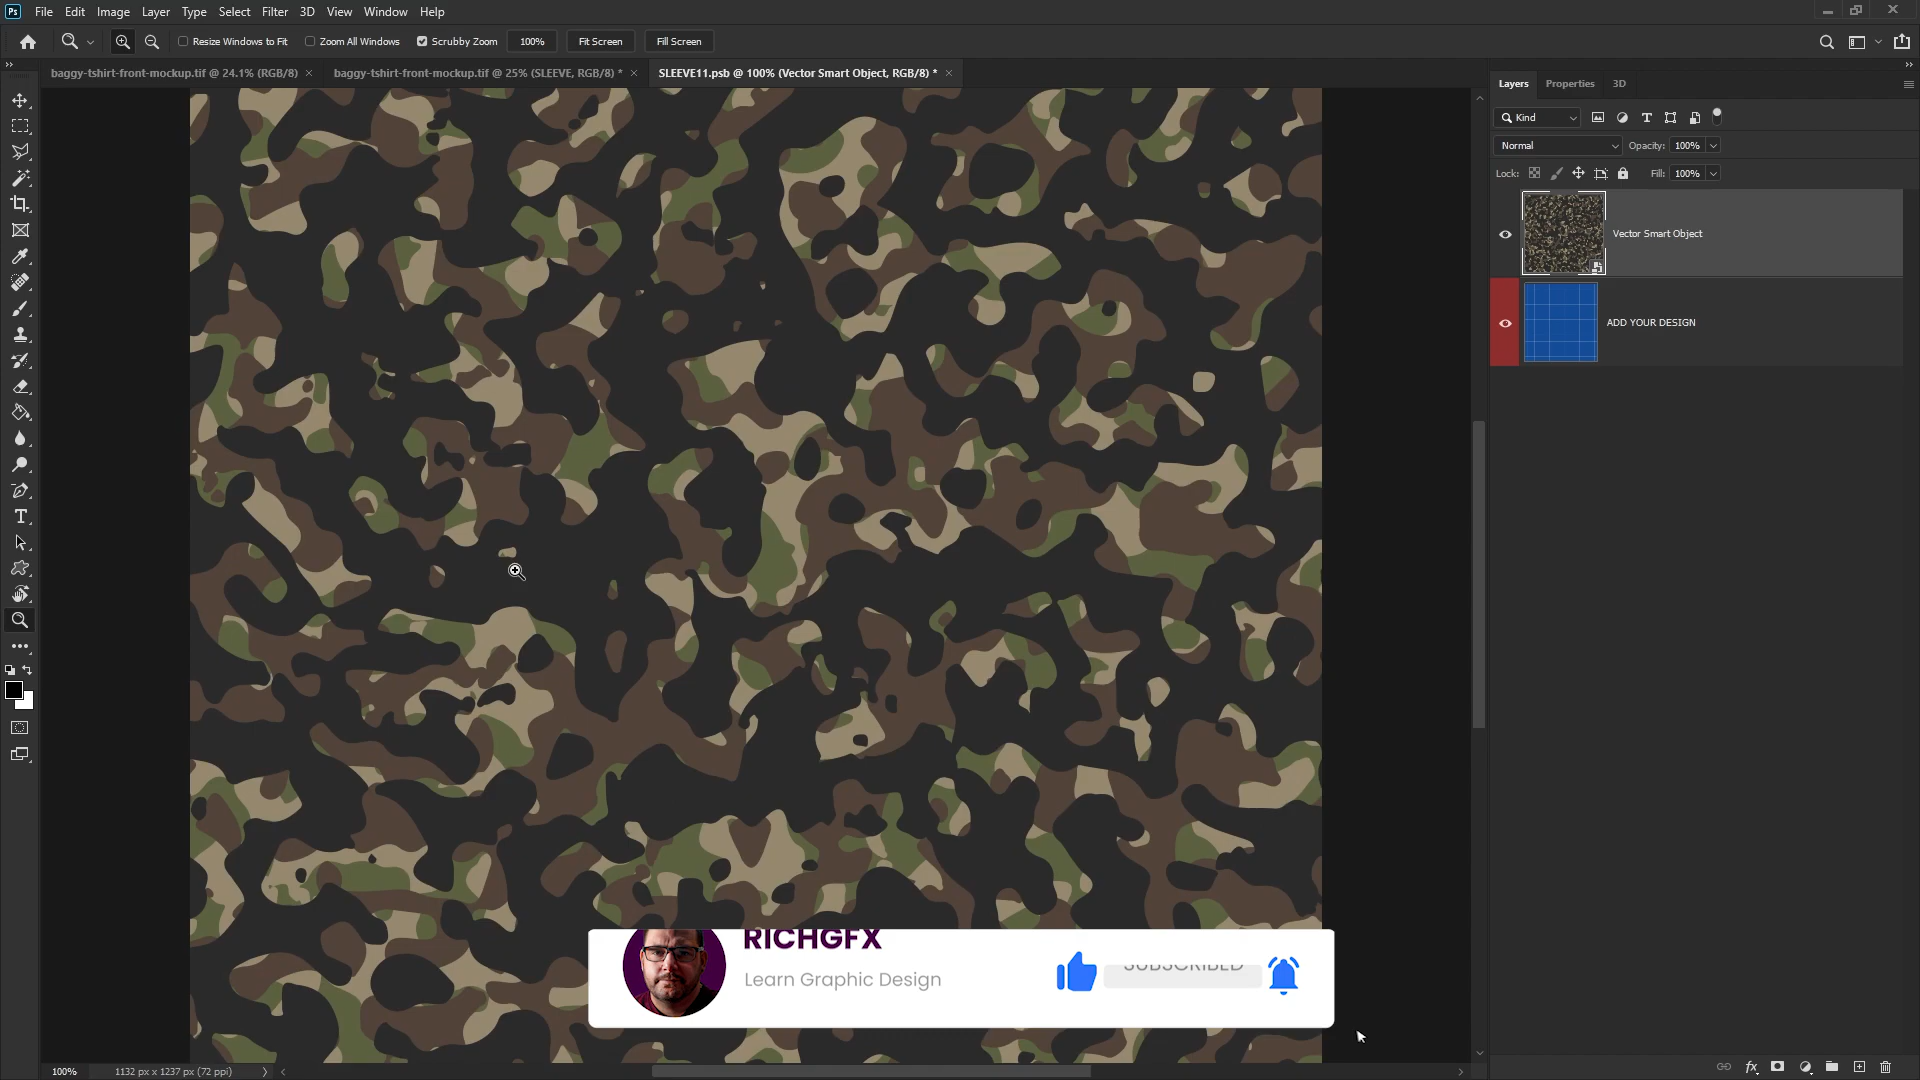 Ps File Edit Image Layer Type Select Filter 3D View Window Help
Resize Windows to Fit Zoom All Windows Scrubby Zoom 100% Fit Screen Fill Screen
baggy-tshirt-front-mockup.tif @ 24.1% (RGB/8) × baggy-tshirt-front-mockup.tif @ 25% (SLEEVE, RGB/8) * × SLEEVE11.psb @ 100% (Vector Smart Object, RGB/8) * ×
Layers Properties 3D
Kind
Normal Opacity: 100%
Lock: Fill: 100%
Vector Smart Object
ADD YOUR DESIGN
RICHGFX
Learn Graphic Design
SUBSCRIBED
100% 1132 px x 1237 px (72 ppi)